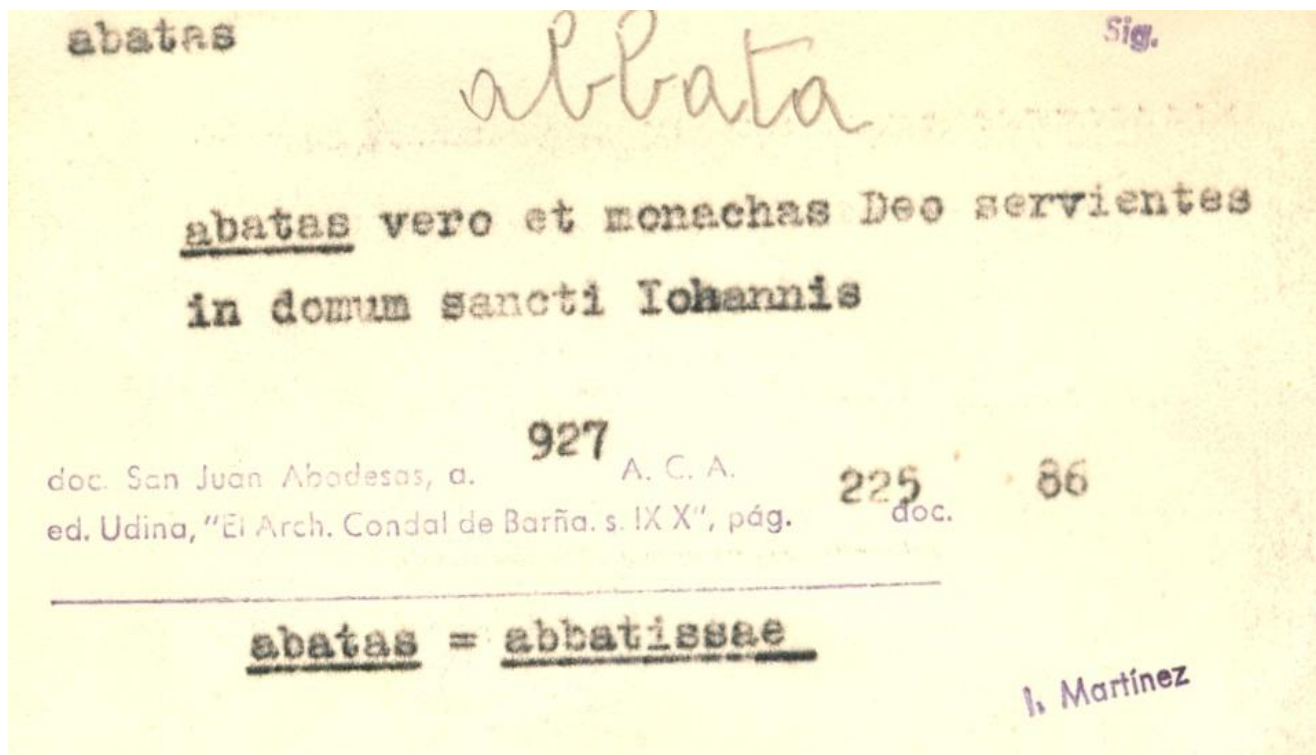 abatas Sig.
abbata
abatas vero et monachas Deo servientes
in domum sancti Iohannis
doc. San Juan Abadesas, a. 927 A. C. A.
ed. Udina, "El Arch. Condal de Barña. s. IX X", pág. 225 doc. 86
abatas = abbatissae
I. Martínez